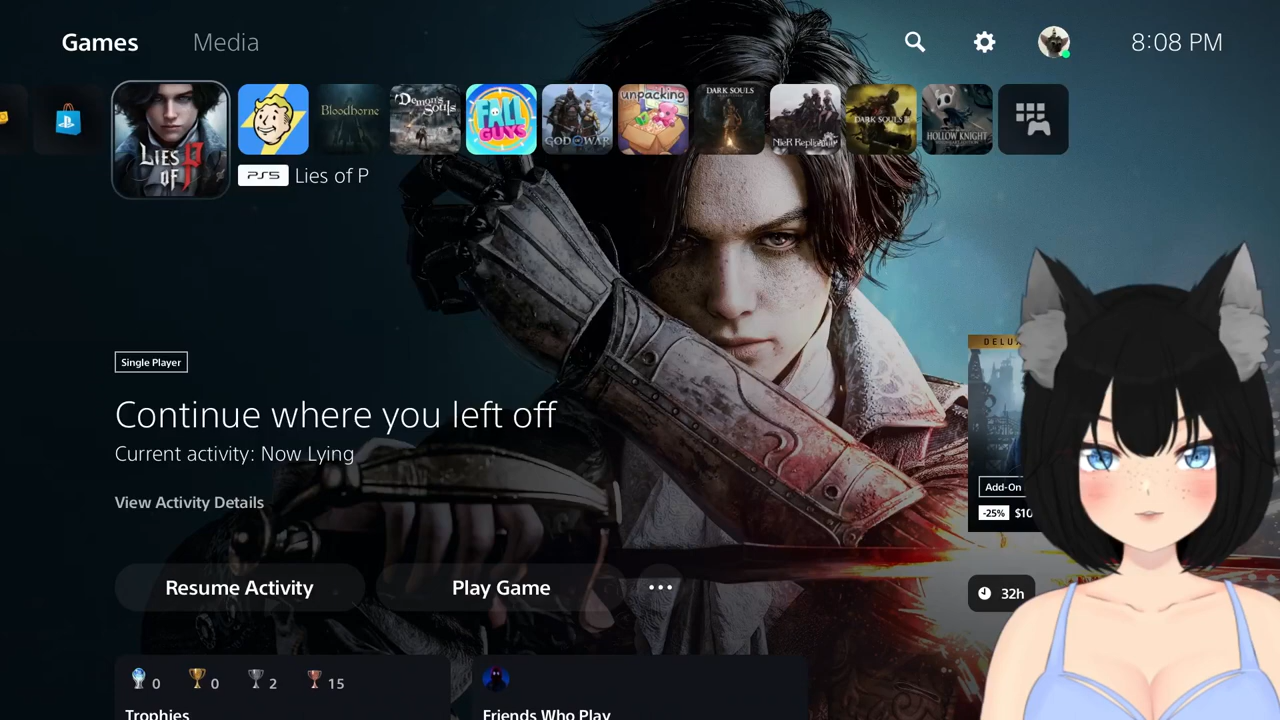 Games
Media
8:08 PM
LIES OF P
Bloodborne
Demon's Souls
FALL GUYS
GOD OF WAR
unpacking
DARK SOULS
NieR Replicant
DARK SOULS III
HOLLOW KNIGHT
PS5 Lies of P
Single Player
Continue where you left off
Current activity: Now Lying
View Activity Details
DELU
Add-On
-25% $10
Resume Activity
Play Game
32h
0
0
2
15
Trophies
Friends Who Play